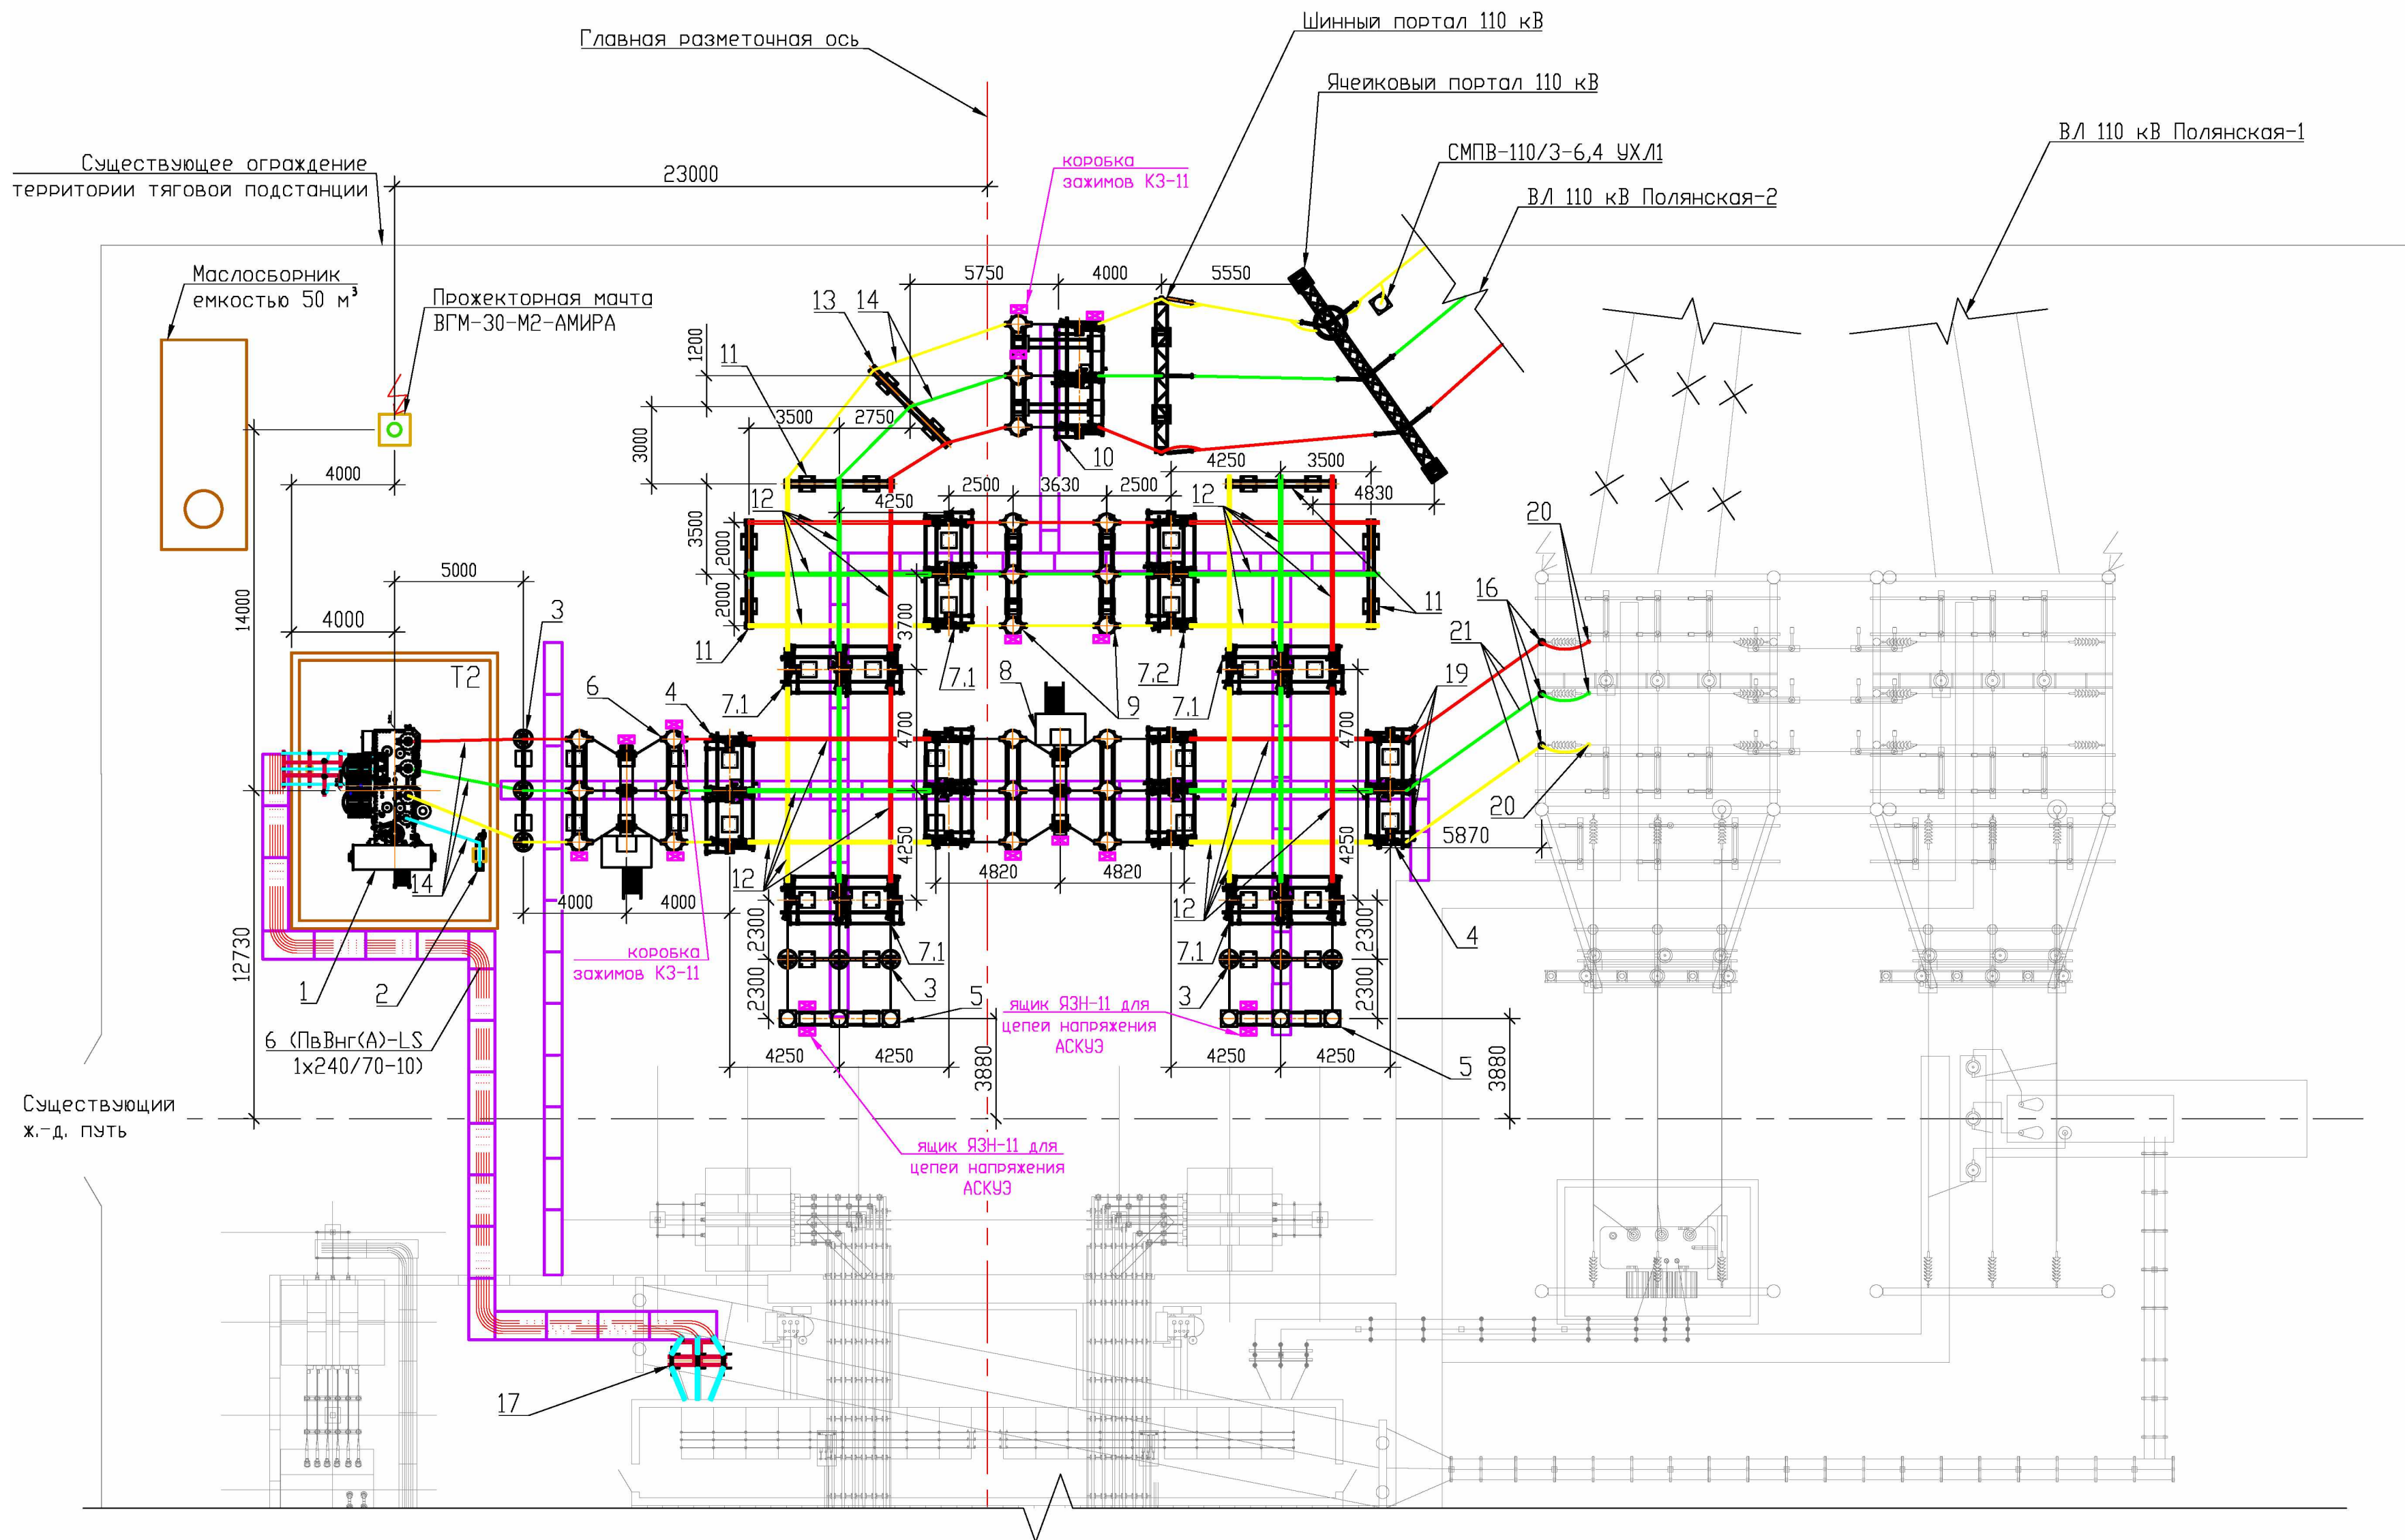 Шинный портал 110 кВ
Главная разметочная ось
Ячейковый портал 110 кВ
ВЛ 110 кВ Полянская-1
СМПВ-110/3-6,4 УХЛ1
Существующее ограждение
территории тяговой подстанции
23000
коробка
зажимов КЗ-11
ВЛ 110 кВ Полянская-2
Маслосборник
емкостью 50 м³
Прожекторная мачта
ВГМ-30-М2-АМИРА
5750
4000
5550
13
14
1200
11
3500
2750
3000
10
4250
3500
4000
12
2500
3630
2500
12
4830
4250
20
3500
2000
5000
14000
2000
3700
16
11
4000
3
11
21
Т2
6
4
7.1
7.1
8
9
7.2
7.1
19
4700
4700
20
5870
14
12
4250
4820
4820
12
4250
4000
4000
4
12730
2300
7.1
7.1
2300
коробка
зажимов КЗ-11
1
2
2300
3
5
ящик ЯЗН-11 для
цепей напряжения
АСКУЭ
3
2300
6 (ПвВнг(А)-LS
1х240/70-10)
4250
4250
3880
4250
4250
5
3880
Существующий
ж.-д. путь
ящик ЯЗН-11 для
цепей напряжения
АСКУЭ
17